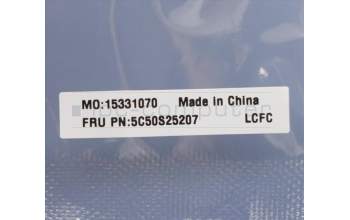 MO:15331070 Made in China
FRU PN:5C50S25207 LCFC